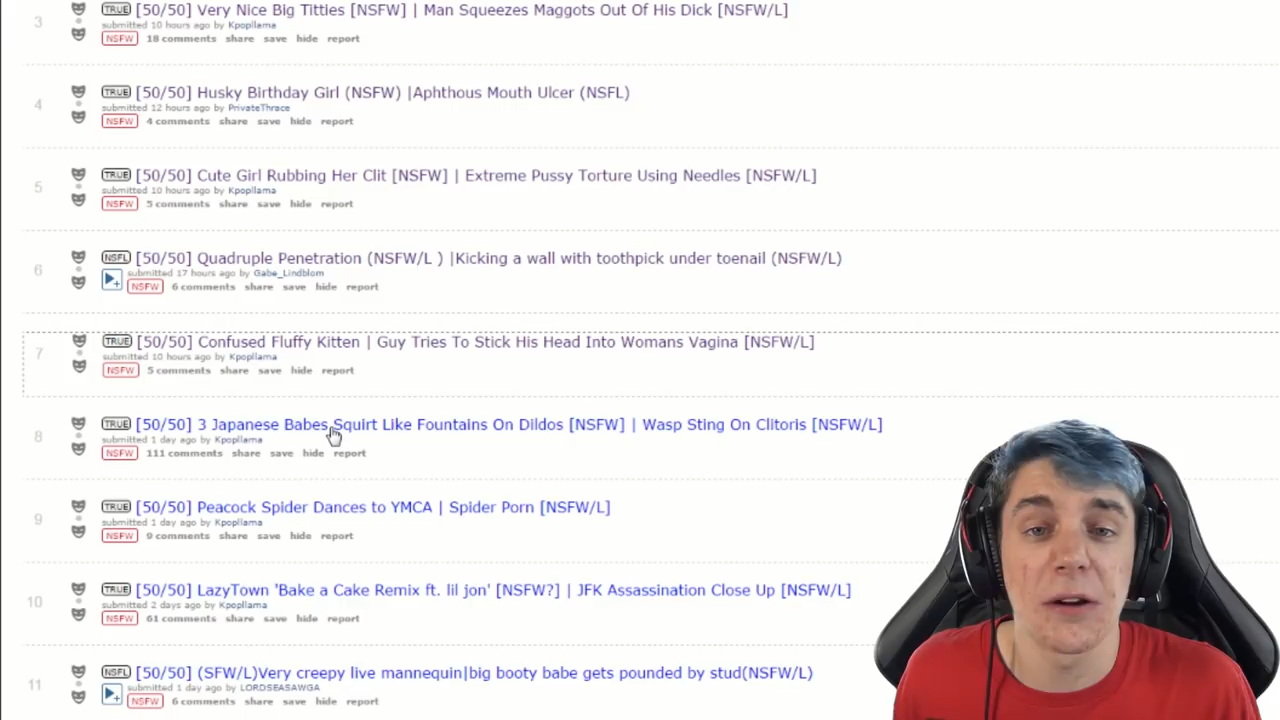 3
TRUE [50/50] Very Nice Big Titties [NSFW] | Man Squeezes Maggots Out Of His Dick [NSFW/L]
submitted 10 hours ago by Kpopllama
NSFW 18 comments share save hide report
4
TRUE [50/50] Husky Birthday Girl (NSFW) |Aphthous Mouth Ulcer (NSFL)
submitted 12 hours ago by PrivateThrace
NSFW 4 comments share save hide report
5
TRUE [50/50] Cute Girl Rubbing Her Clit [NSFW] | Extreme Pussy Torture Using Needles [NSFW/L]
submitted 10 hours ago by Kpopllama
NSFW 5 comments share save hide report
6
NSFL [50/50] Quadruple Penetration (NSFW/L ) |Kicking a wall with toothpick under toenail (NSFW/L)
submitted 17 hours ago by Gabe_Lindblom
NSFW 6 comments share save hide report
7
TRUE [50/50] Confused Fluffy Kitten | Guy Tries To Stick His Head Into Womans Vagina [NSFW/L]
submitted 10 hours ago by Kpopllama
NSFW 5 comments share save hide report
8
TRUE [50/50] 3 Japanese Babes Squirt Like Fountains On Dildos [NSFW] | Wasp Sting On Clitoris [NSFW/L]
submitted 1 day ago by Kpopllama
NSFW 111 comments share save hide report
9
TRUE [50/50] Peacock Spider Dances to YMCA | Spider Porn [NSFW/L]
submitted 1 day ago by Kpopllama
NSFW 9 comments share save hide report
10
TRUE [50/50] LazyTown 'Bake a Cake Remix ft. lil jon' [NSFW?] | JFK Assassination Close Up [NSFW/L]
submitted 2 days ago by Kpopllama
NSFW 61 comments share save hide report
11
NSFL [50/50] (SFW/L)Very creepy live mannequin|big booty babe gets pounded by stud(NSFW/L)
submitted 1 day ago by LORDSEASAWGA
NSFW 6 comments share save hide report